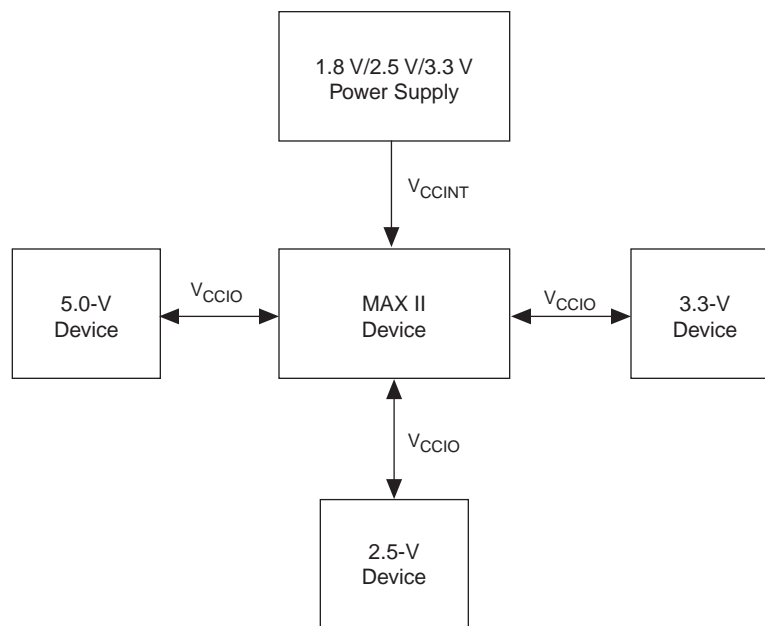 1.8 V/2.5 V/3.3 V
Power Supply
VCCINT
5.0-V
Device
VCCIO
MAX II
Device
VCCIO
3.3-V
Device
VCCIO
2.5-V
Device